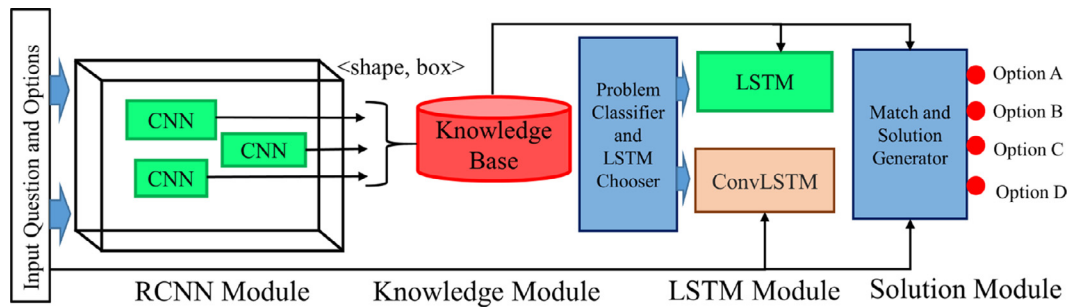 Input Question and Options
CNN
CNN
CNN
<shape, box>
Knowledge
Base
Problem
Classifier
and
LSTM
Chooser
LSTM
ConvLSTM
Match and
Solution
Generator
Option A
Option B
Option C
Option D
RCNN Module
Knowledge Module
LSTM Module
Solution Module